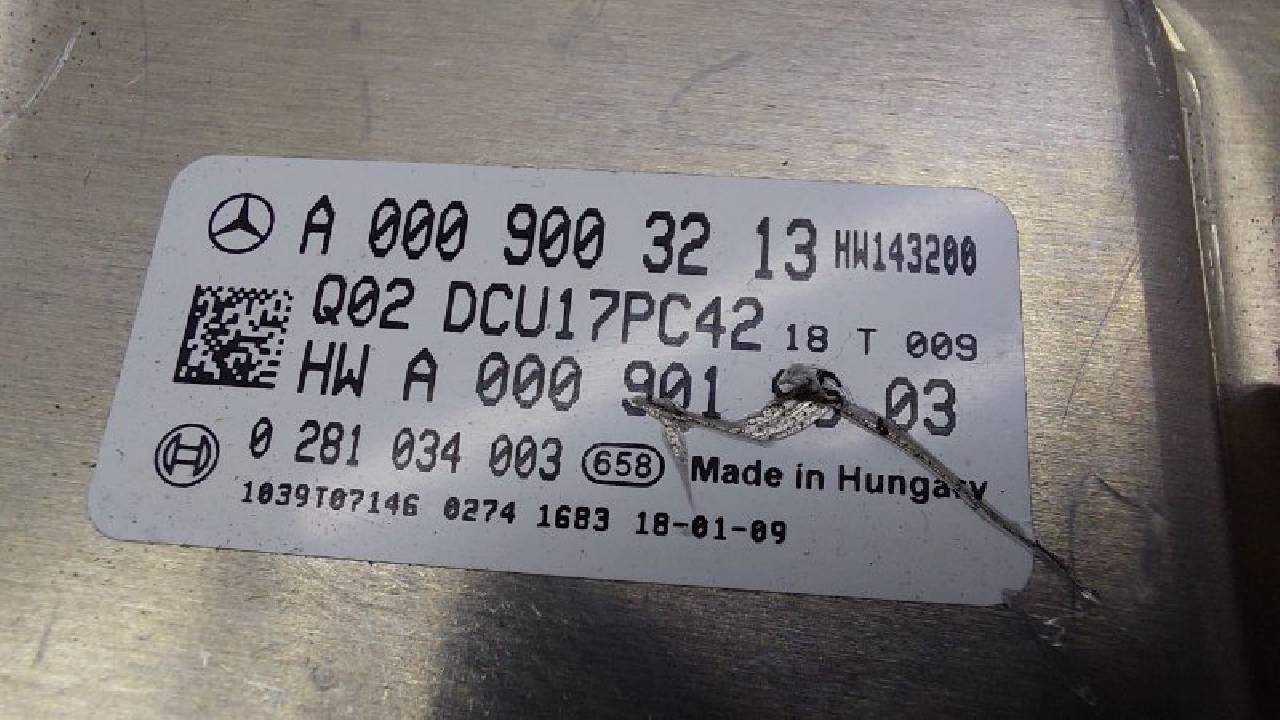 A 000 900 32 13 HW143200
Q02 DCU17PC42 18 T 009
HW A 000 901 03
0 281 034 003 658 Made in Hungary
1039T07146 0274 1683 18-01-09